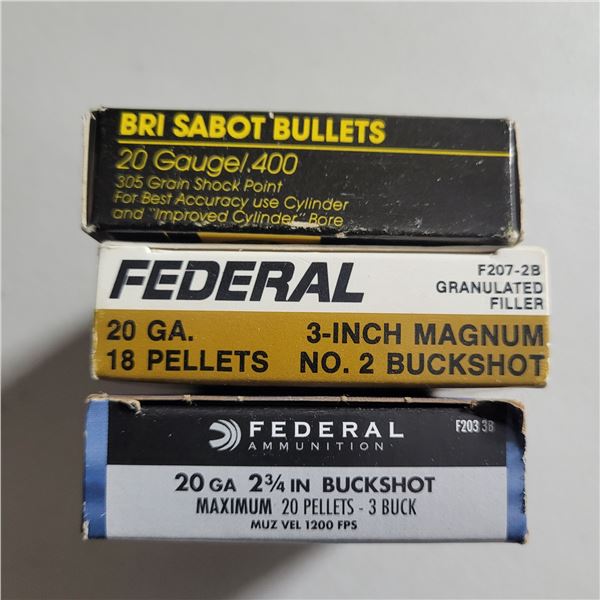 BRI SABOT BULLETS
20 Gauge/.400
305 Grain Shock Point
For Best Accuracy use Cylinder
and "Improved Cylinder" Bore
FEDERAL
F207-2B
GRANULATED
FILLER
20 GA. 3-INCH MAGNUM
18 PELLETS NO. 2 BUCKSHOT
FEDERAL
AMMUNITION
F203 3B
20 GA 2 3/4 IN BUCKSHOT
MAXIMUM 20 PELLETS - 3 BUCK
MUZ VEL 1200 FPS